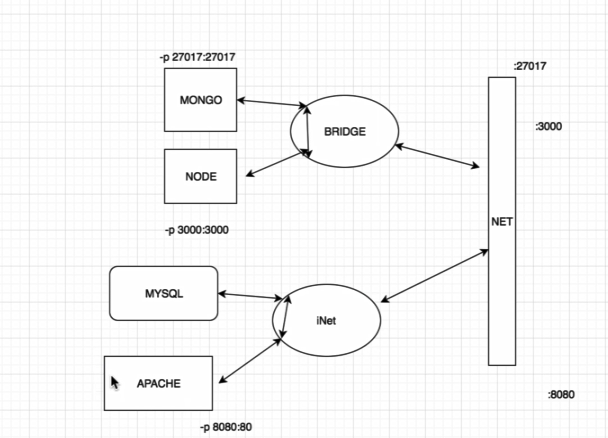 -p 27017:27017
:27017
MONGO
:3000
BRIDGE
NODE
NET
-p 3000:3000
MYSQL
iNet
APACHE
:8080
-p 8080:80